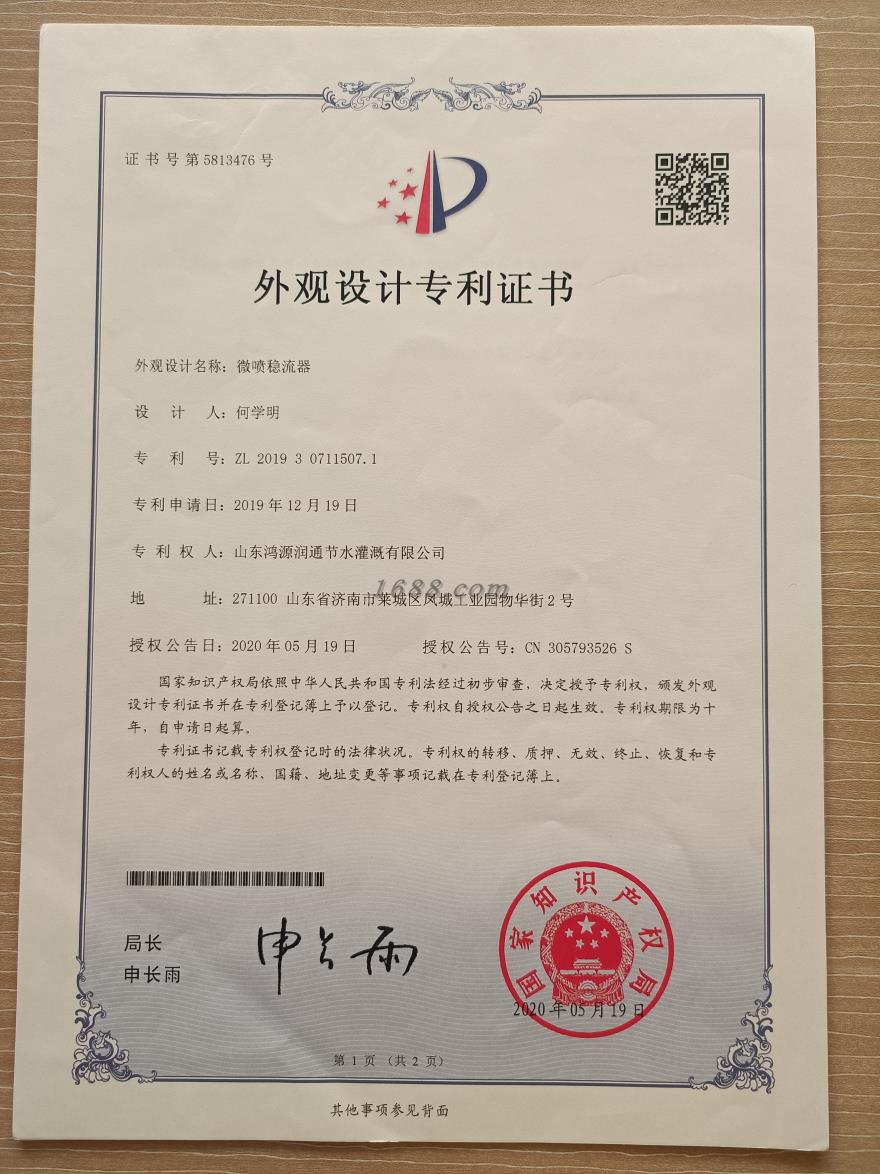 证书号第5813476号
外观设计专利证书
外观设计名称：微喷稳流器
设计人：何学明
专利号：ZL 2019 3 0711507.1
专利申请日：2019年12月19日
专利权人：山东鸿源润通节水灌溉有限公司
1688.com
地址：271100 山东省济南市莱城区凤城工业园物华街2号
授权公告日：2020年05月19日 授权公告号：CN 305793526 S
国家知识产权局依照中华人民共和国专利法经过初步审查，决定授予专利权，颁发外观
设计专利证书并在专利登记簿上予以登记。专利权自授权公告之日起生效。专利权期限为十
年，自申请日起算。
专利证书记载专利权登记时的法律状况。专利权的转移、质押、无效、终止、恢复和专
利权人的姓名或名称、国籍、地址变更等事项记载在专利登记簿上。
局长
申长雨
申长雨
国家知识产权局
2020年05月19日
第1页（共2页）
其他事项参见背面